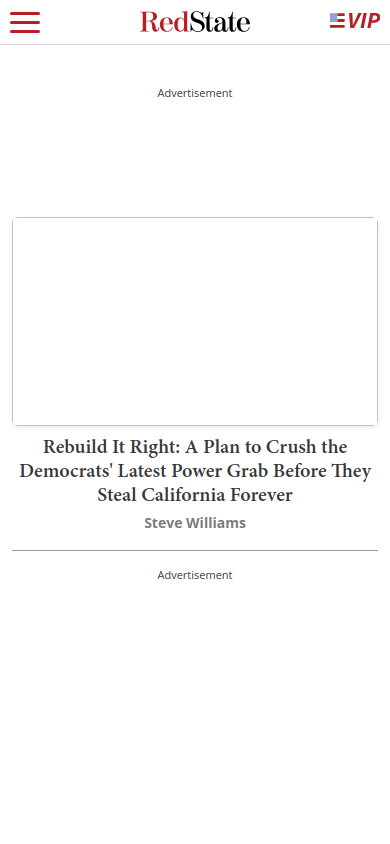 RedState
VIP
Advertisement
Rebuild It Right: A Plan to Crush the
Democrats' Latest Power Grab Before They
Steal California Forever
Steve Williams
Advertisement